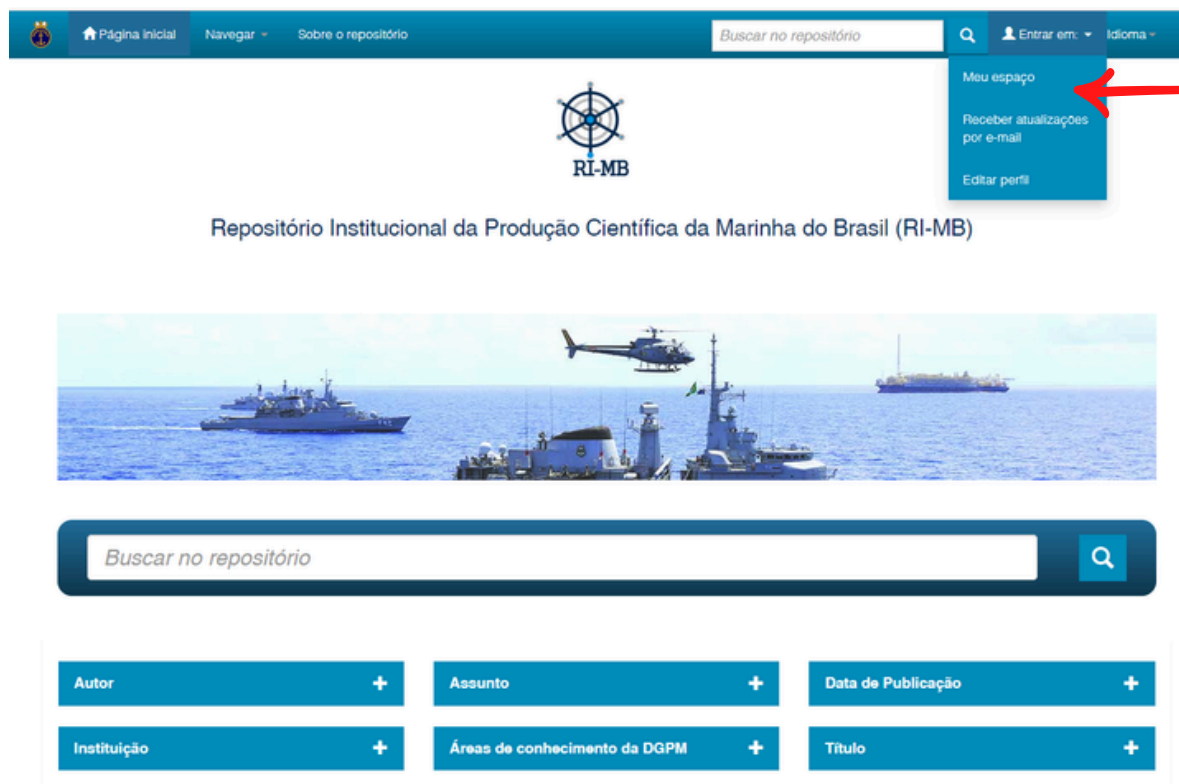 Página inicial
Navegar
Sobre o repositório
Buscar no repositório
Entrar em:
Idioma
Meu espaço
Receber atualizações
por e-mail
Editar perfil
RI-MB
Repositório Institucional da Produção Científica da Marinha do Brasil (RI-MB)
Buscar no repositório
Autor
Assunto
Data de Publicação
Instituição
Áreas de conhecimento da DGPM
Título